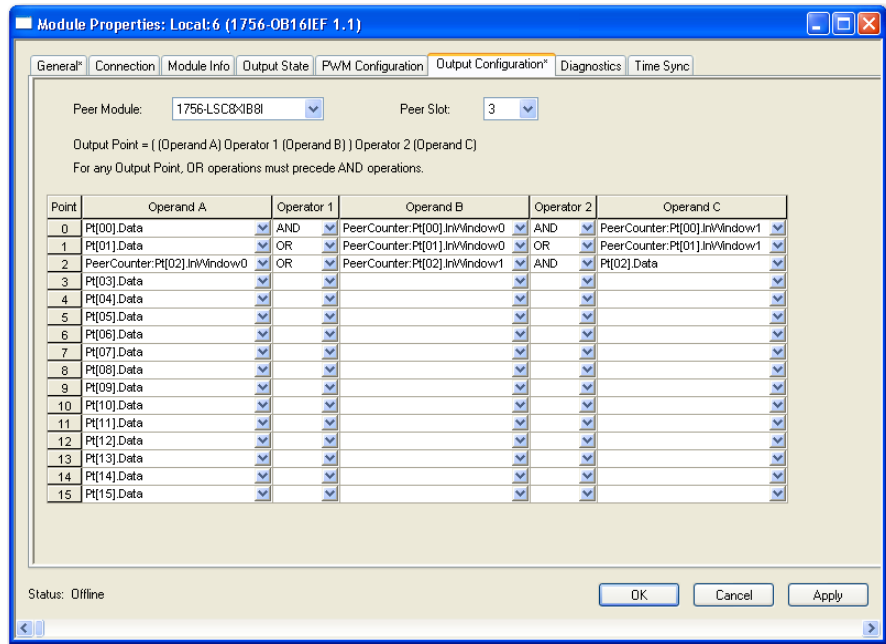 Module Properties: Local:6 (1756-OB16IEF 1.1)
General* Connection Module Info Output State PWM Configuration Output Configuration* Diagnostics Time Sync
Peer Module: 1756-LSC8XIB8I Peer Slot: 3
Output Point = ( (Operand A) Operator 1 (Operand B) ) Operator 2 (Operand C)
For any Output Point, OR operations must precede AND operations.
Point Operand A Operator 1 Operand B Operator 2 Operand C
0 Pt[00].Data AND PeerCounter:Pt[00].InWindow0 AND PeerCounter:Pt[00].InWindow1
1 Pt[01].Data OR PeerCounter:Pt[01].InWindow0 OR PeerCounter:Pt[01].InWindow1
2 PeerCounter:Pt[02].InWindow0 OR PeerCounter:Pt[02].InWindow1 AND Pt[02].Data
3 Pt[03].Data
4 Pt[04].Data
5 Pt[05].Data
6 Pt[06].Data
7 Pt[07].Data
8 Pt[08].Data
9 Pt[09].Data
10 Pt[10].Data
11 Pt[11].Data
12 Pt[12].Data
13 Pt[13].Data
14 Pt[14].Data
15 Pt[15].Data
Status: Offline OK Cancel Apply